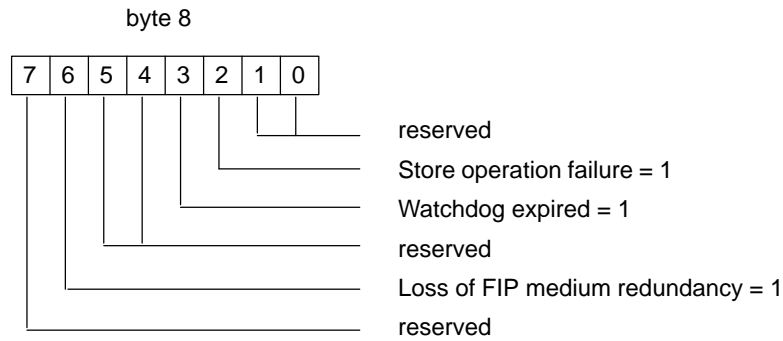 byte 8
7 6 5 4 3 2 1 0
reserved
Store operation failure = 1
Watchdog expired = 1
reserved
Loss of FIP medium redundancy = 1
reserved